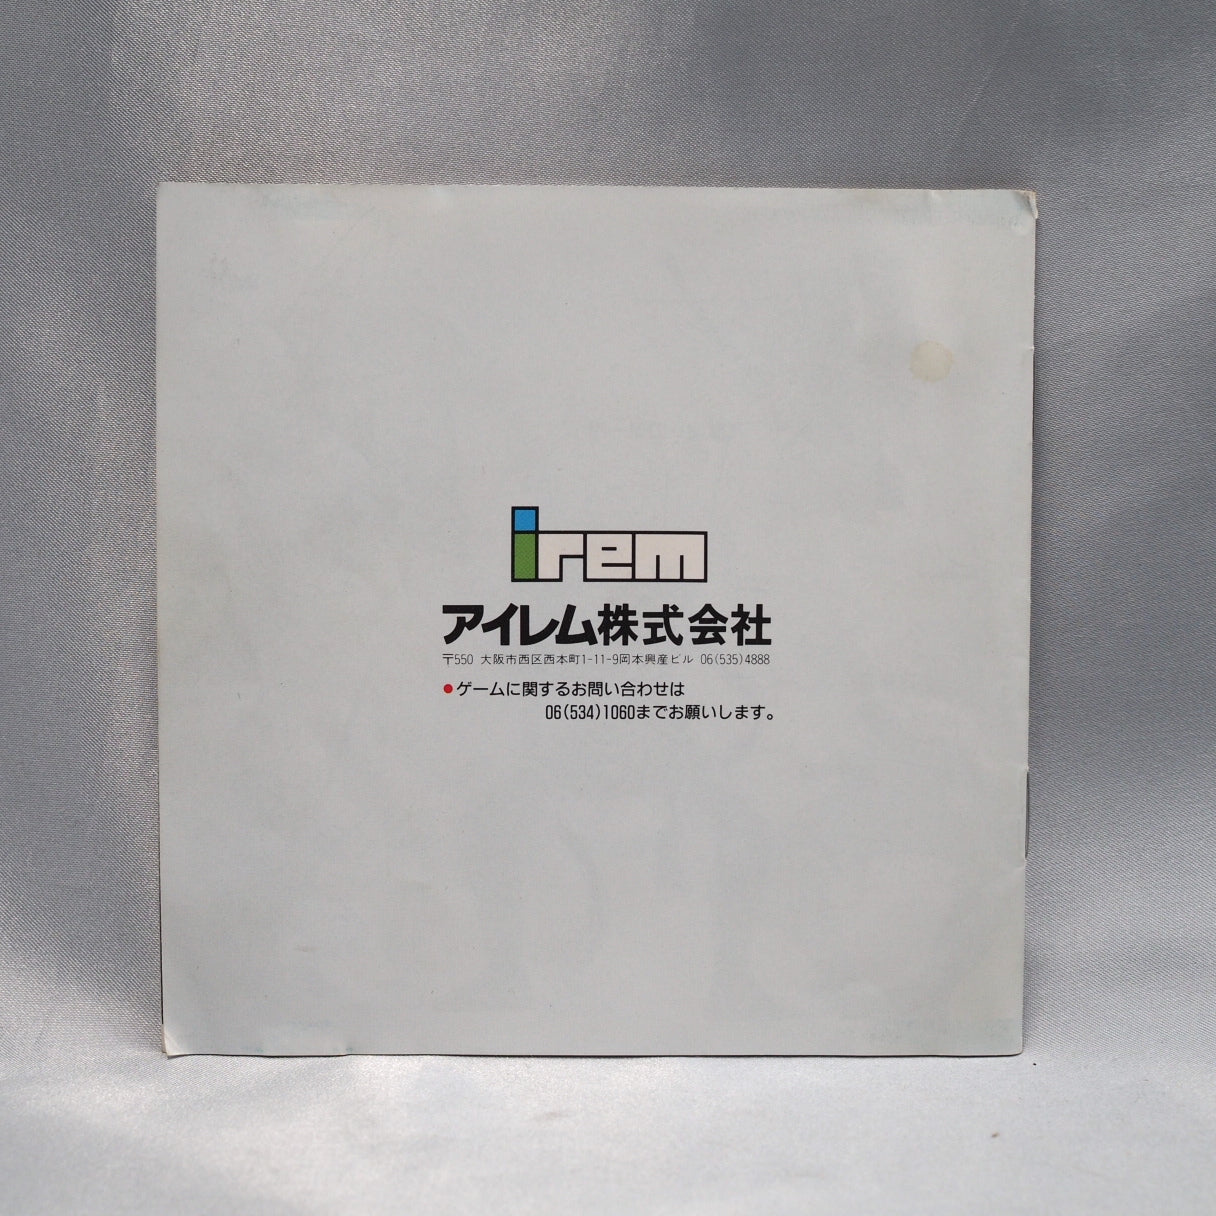 irem
アイレム株式会社
〒550 大阪市西区西本町1-11-9岡本興産ビル 06(535)4888
●ゲームに関するお問い合わせは
06(534)1060までお願いします。